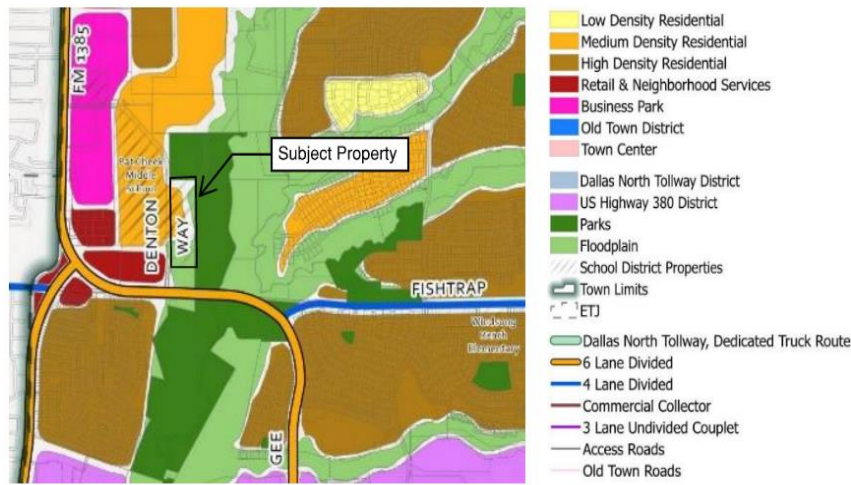 FM 1385
Subject Property
Pat Cheek
Middle
school
DENTON
WAY
FISHTRAP
Windsong
Reach
Elementary
GEE
Low Density Residential
Medium Density Residential
High Density Residential
Retail & Neighborhood Services
Business Park
Old Town District
Town Center
Dallas North Tollway District
US Highway 380 District
Parks
Floodplain
School District Properties
Town Limits
ETJ
Dallas North Tollway, Dedicated Truck Route
6 Lane Divided
4 Lane Divided
Commercial Collector
3 Lane Undivided Couplet
Access Roads
Old Town Roads